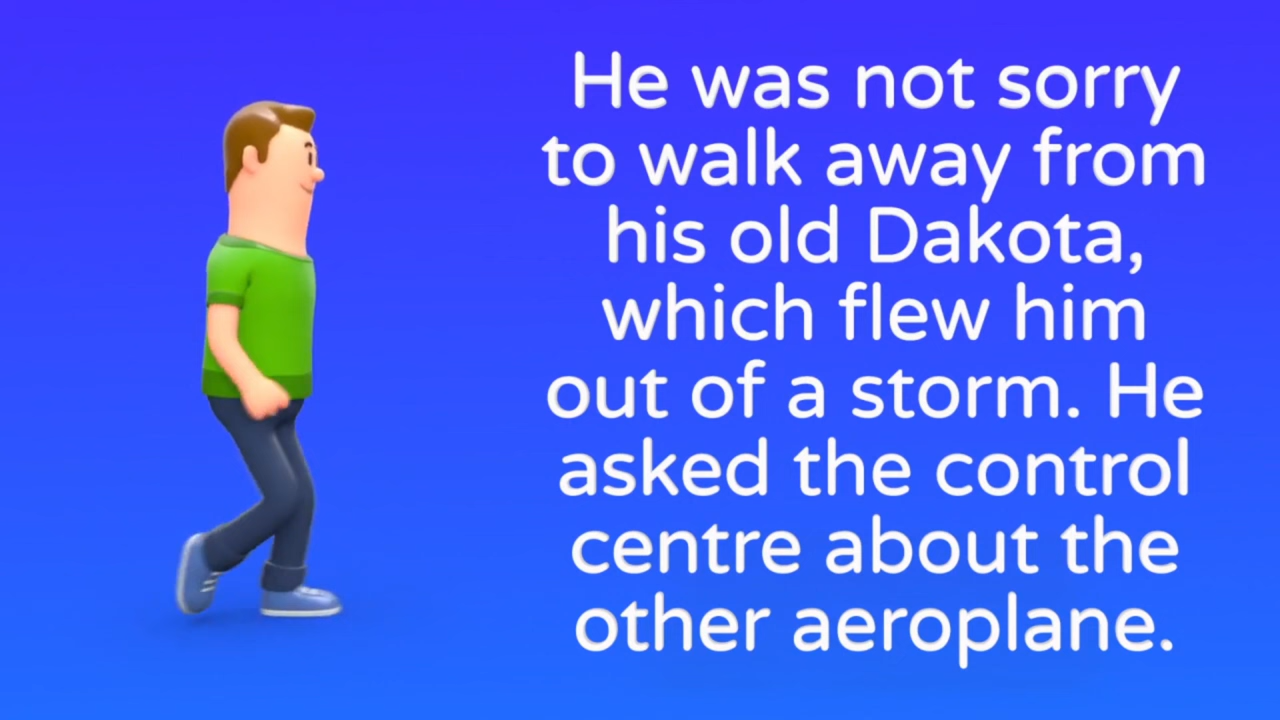 He was not sorry
to walk away from
his old Dakota,
which flew him
out of a storm. He
asked the control
centre about the
other aeroplane.